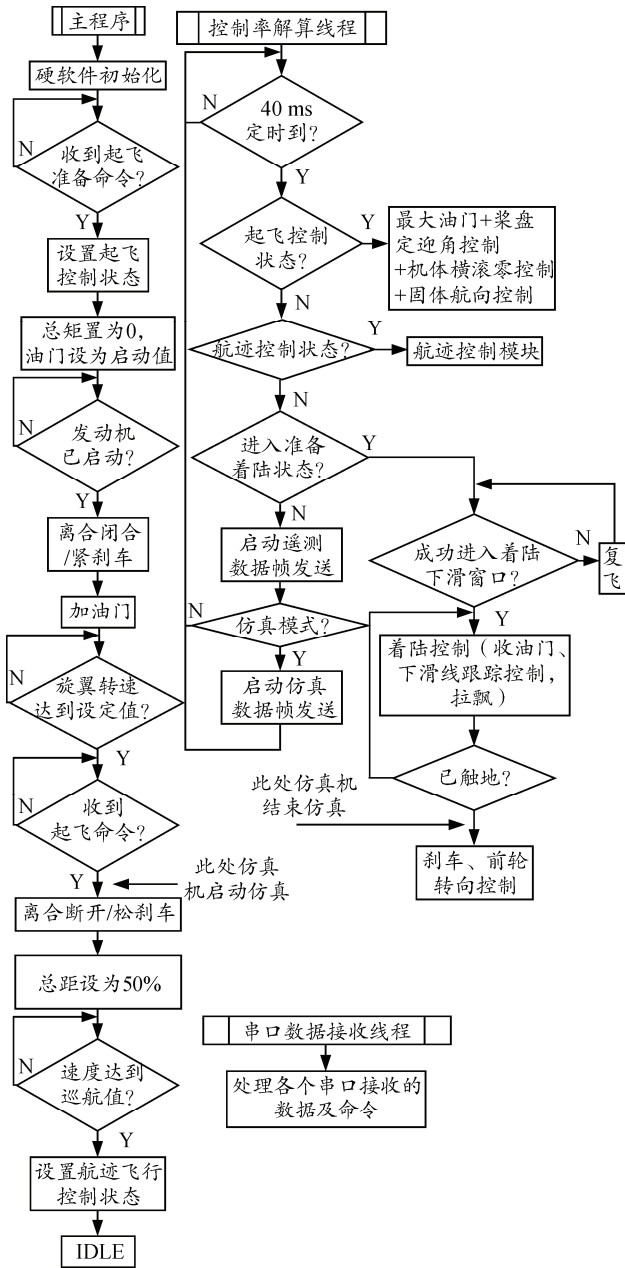 主程序
硬软件初始化
N
收到起飞
准备命令?
Y
设置起飞
控制状态
总矩置为0,
油门设为启动值
N
发动机
已启动?
Y
离合闭合
/紧刹车
加油门
N
旋翼转速
达到设定值?
Y
N
收到
起飞命令?
Y
此处仿真
机启动仿真
离合断开/松刹车
总距设为50%
N
速度达到
巡航值?
Y
设置航迹飞行
控制状态
IDLE
控制率解算线程
N
40 ms
定时到?
Y
起飞控制
状态?
Y
最大油门+桨盘
定迎角控制
+机体横滚零控制
+固体航向控制
N
航迹控制状态?
Y
航迹控制模块
N
进入准备
着陆状态?
Y
N
启动遥测
数据帧发送
N
仿真模式?
Y
启动仿真
数据帧发送
成功进入着陆
下滑窗口?
N
复
飞
Y
着陆控制（收油门、
下滑线跟踪控制,
拉飘）
已触地?
此处仿真机
结束仿真
刹车、前轮
转向控制
串口数据接收线程
处理各个串口接收的
数据及命令